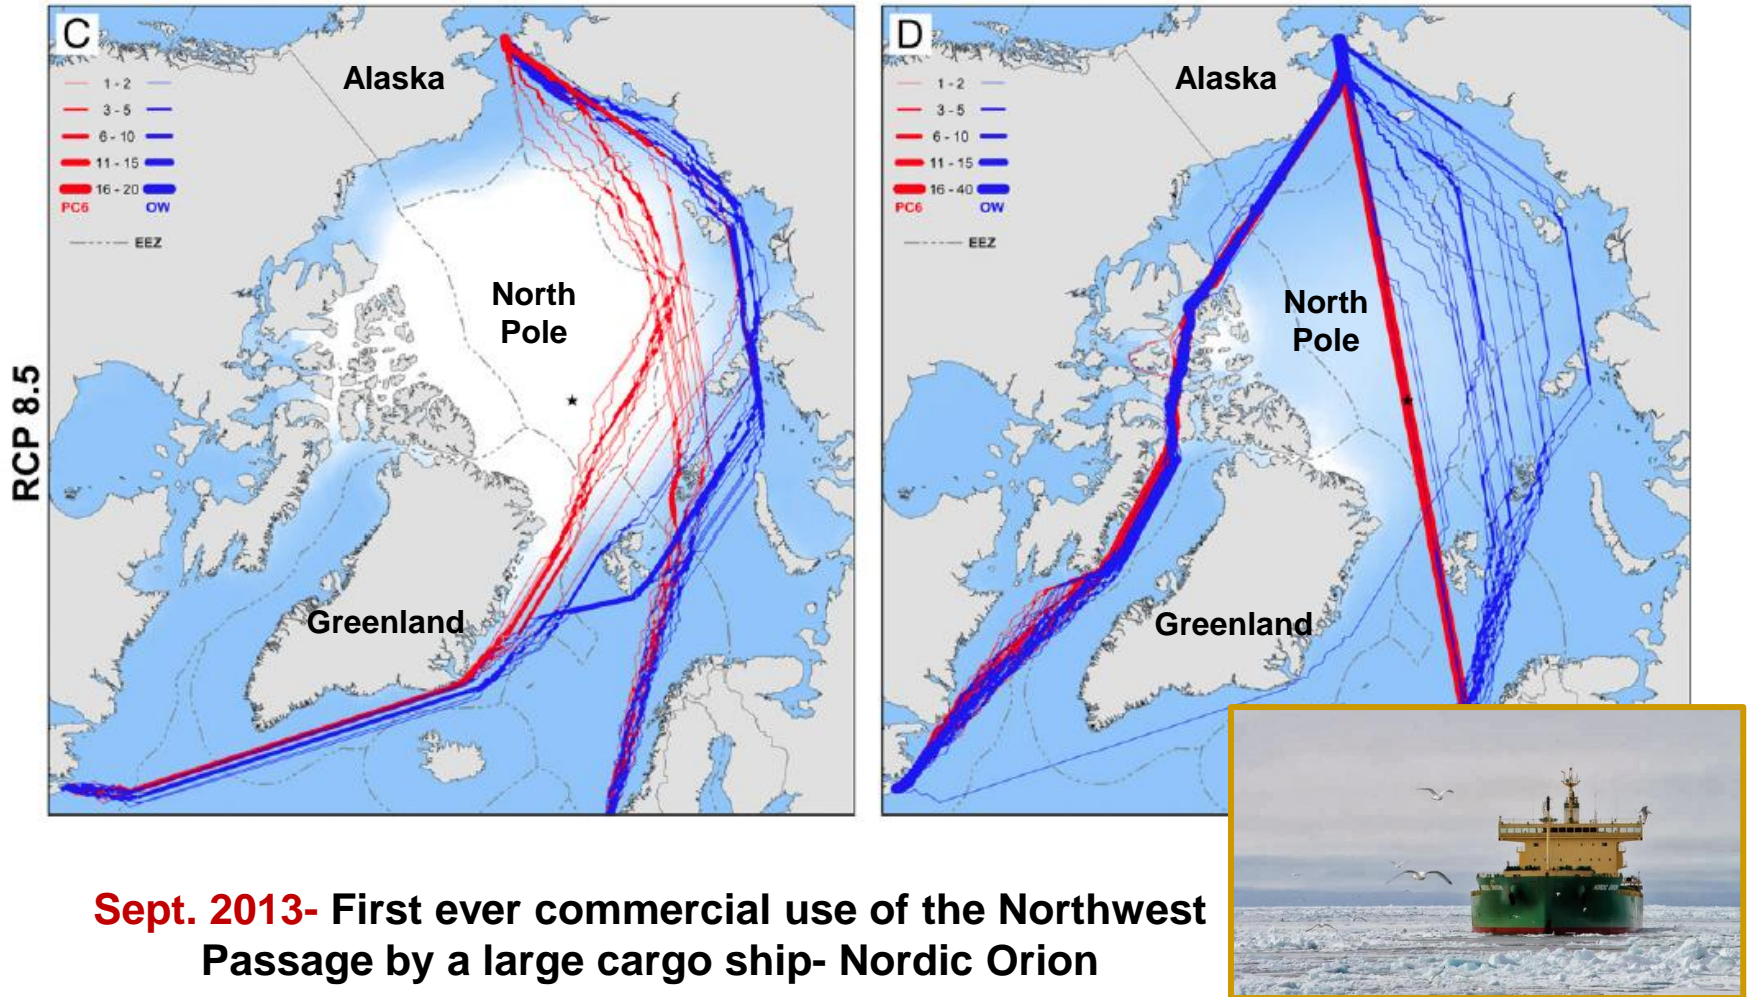 C
Alaska
1 - 2
3 - 5
6 - 10
11 - 15
16 - 20
PC6 OW
EEZ
North
Pole
Greenland
RCP 8.5
D
Alaska
1 - 2
3 - 5
6 - 10
11 - 15
16 - 40
PC6 OW
EEZ
North
Pole
Greenland
Sept. 2013- First ever commercial use of the Northwest
Passage by a large cargo ship- Nordic Orion